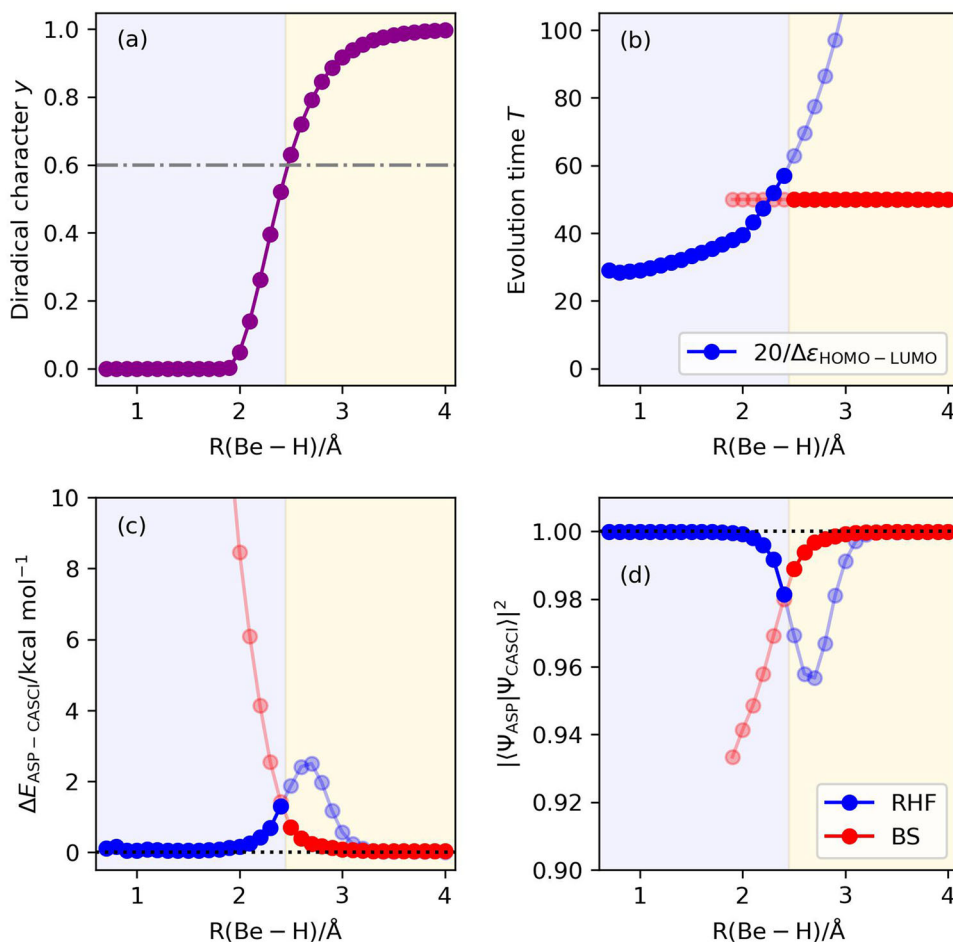 (a)
Diradical character y
1.0
0.8
0.6
0.4
0.2
0.0
1 2 3 4
R(Be − H)/Å
(b)
Evolution time T
100
80
60
40
20
0
20/Δε_HOMO−LUMO
1 2 3 4
R(Be − H)/Å
(c)
ΔE_ASP−CASCI/kcal mol⁻¹
10
8
6
4
2
0
1 2 3 4
R(Be − H)/Å
(d)
|⟨Ψ_ASP|Ψ_CASCI⟩|²
1.00
0.98
0.96
0.94
0.92
0.90
RHF
BS
1 2 3 4
R(Be − H)/Å